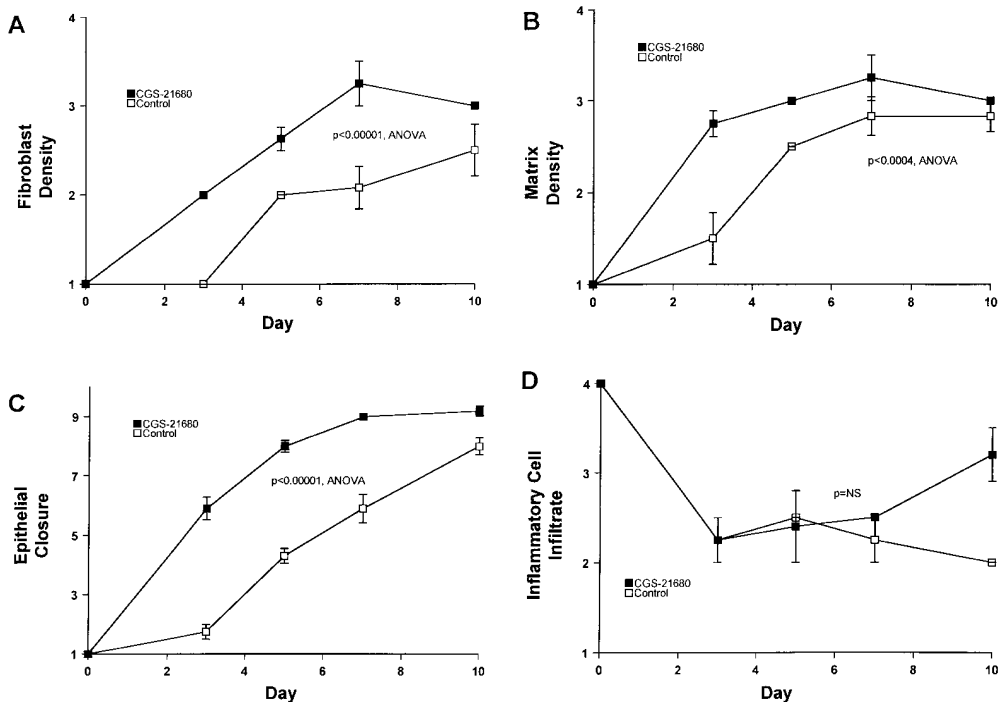 A
4
3
2
1
Fibroblast
Density
CGS-21680
Control
p<0.00001, ANOVA
0 2 4 6 8 10
Day
B
4
3
2
1
Matrix
Density
CGS-21680
Control
p<0.0004, ANOVA
0 2 4 6 8 10
Day
C
9
7
5
3
1
Epithelial
Closure
CGS-21680
Control
p<0.00001, ANOVA
0 2 4 6 8 10
Day
D
4
3
2
1
Inflammatory Cell
Infiltrate
p=NS
CGS-21680
Control
0 2 4 6 8 10
Day